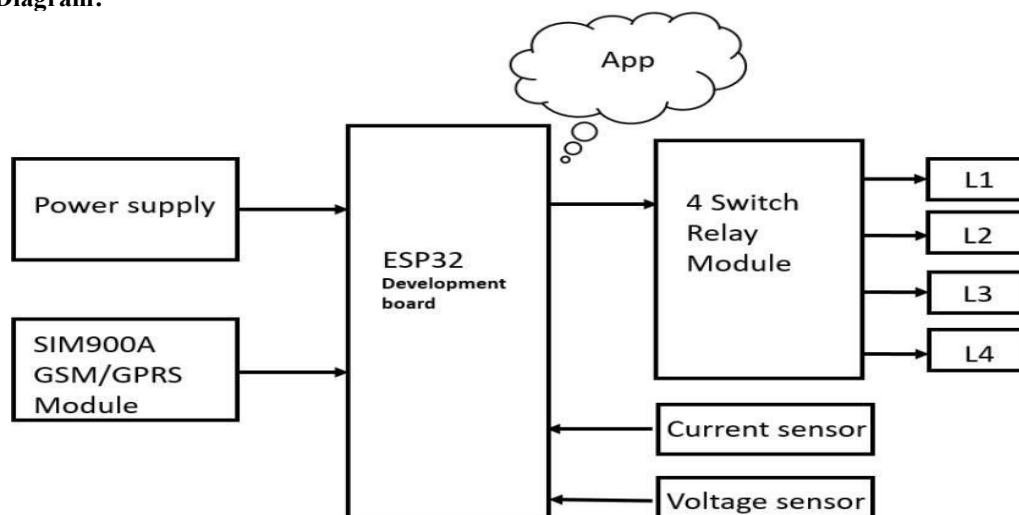 Diagram:
App
Power supply
SIM900A
GSM/GPRS
Module
ESP32
Development
board
4 Switch
Relay
Module
L1
L2
L3
L4
Current sensor
Voltage sensor